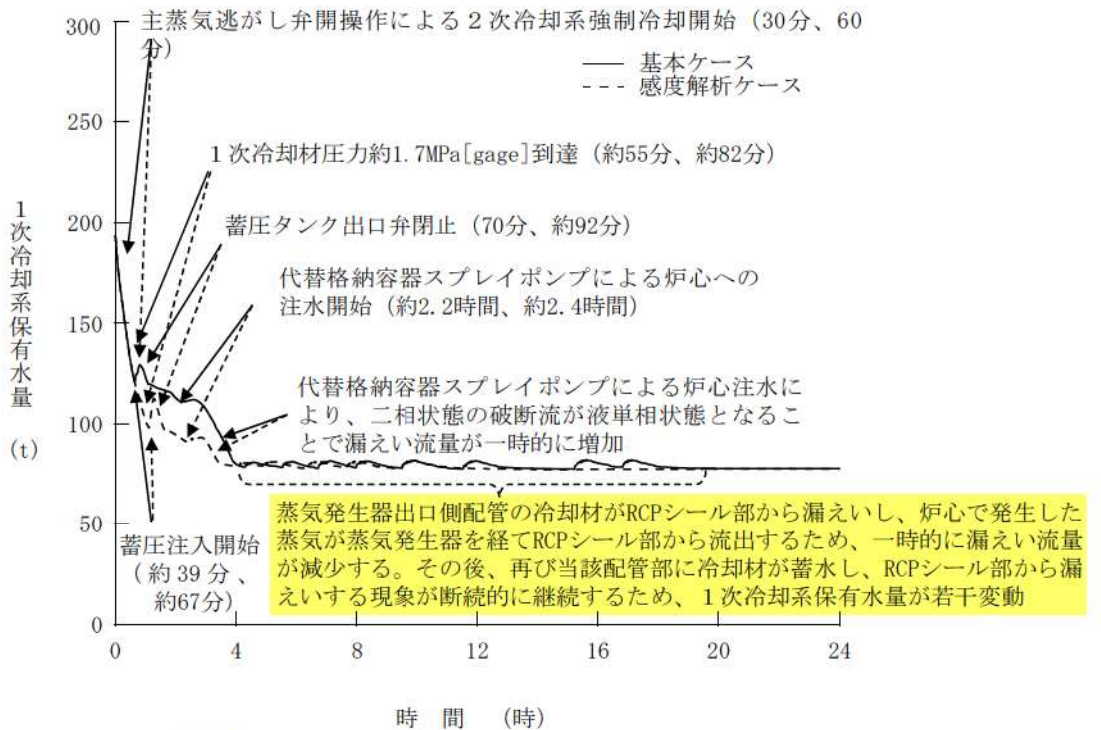 300
主蒸気逃がし弁開操作による２次冷却系強制冷却開始（30分、60
分）
基本ケース
感度解析ケース
250
１次冷却材圧力約1.7MPa[gage]到達（約55分、約82分）
200
蓄圧タンク出口弁閉止（70分、約92分）
代替格納容器スプレイポンプによる炉心への
注水開始（約2.2時間、約2.4時間）
150
１次冷却系保有水量
(t)
代替格納容器スプレイポンプによる炉心注水に
より、二相状態の破断流が液単相状態となるこ
とで漏えい流量が一時的に増加
100
50
蓄圧注入開始
（約39分、
約67分）
蒸気発生器出口側配管の冷却材がRCPシール部から漏えいし、炉心で発生した
蒸気が蒸気発生器を経てRCPシール部から流出するため、一時的に漏えい流量
が減少する。その後、再び当該配管部に冷却材が蓄水し、RCPシール部から漏
えいする現象が断続的に継続するため、１次冷却系保有水量が若干変動
0
0 4 8 12 16 20 24
時　間　（時）